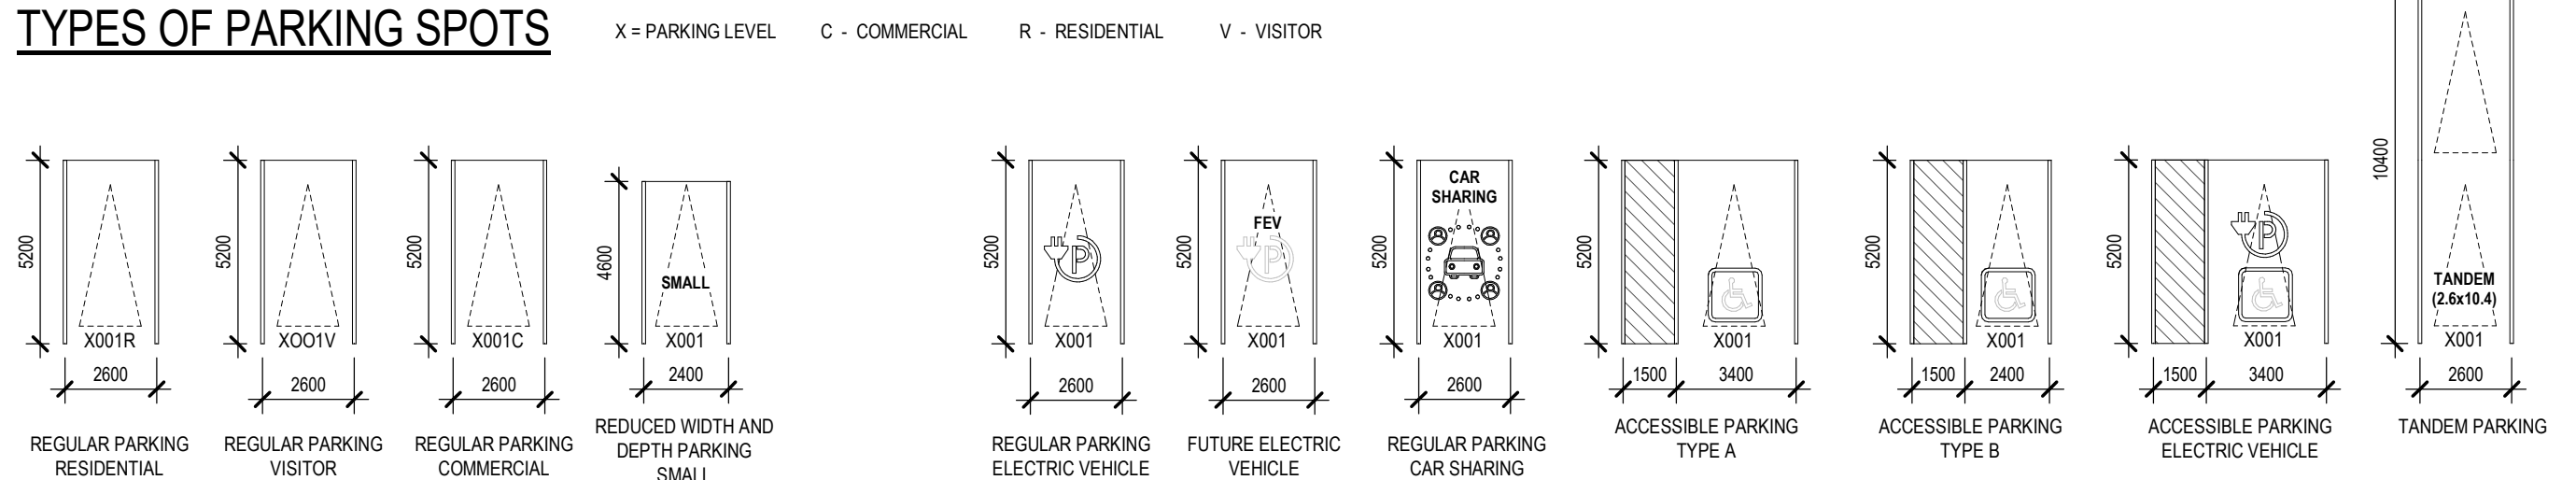 TYPES OF PARKING SPOTS
X = PARKING LEVEL
C - COMMERCIAL
R - RESIDENTIAL
V - VISITOR
5200
X001R
2600
REGULAR PARKING
RESIDENTIAL
5200
XOO1V
2600
REGULAR PARKING
VISITOR
5200
X001C
2600
REGULAR PARKING
COMMERCIAL
4600
SMALL
X001
2400
REDUCED WIDTH AND
DEPTH PARKING
SMALL
5200
P
X001
2600
REGULAR PARKING
ELECTRIC VEHICLE
5200
FEV
P
X001
2600
FUTURE ELECTRIC
VEHICLE
5200
CAR
SHARING
X001
2600
REGULAR PARKING
CAR SHARING
5200
X001
1500
3400
ACCESSIBLE PARKING
TYPE A
5200
X001
1500
2400
ACCESSIBLE PARKING
TYPE B
5200
P
X001
1500
3400
ACCESSIBLE PARKING
ELECTRIC VEHICLE
10400
TANDEM
(2.6x10.4)
X001
2600
TANDEM PARKING